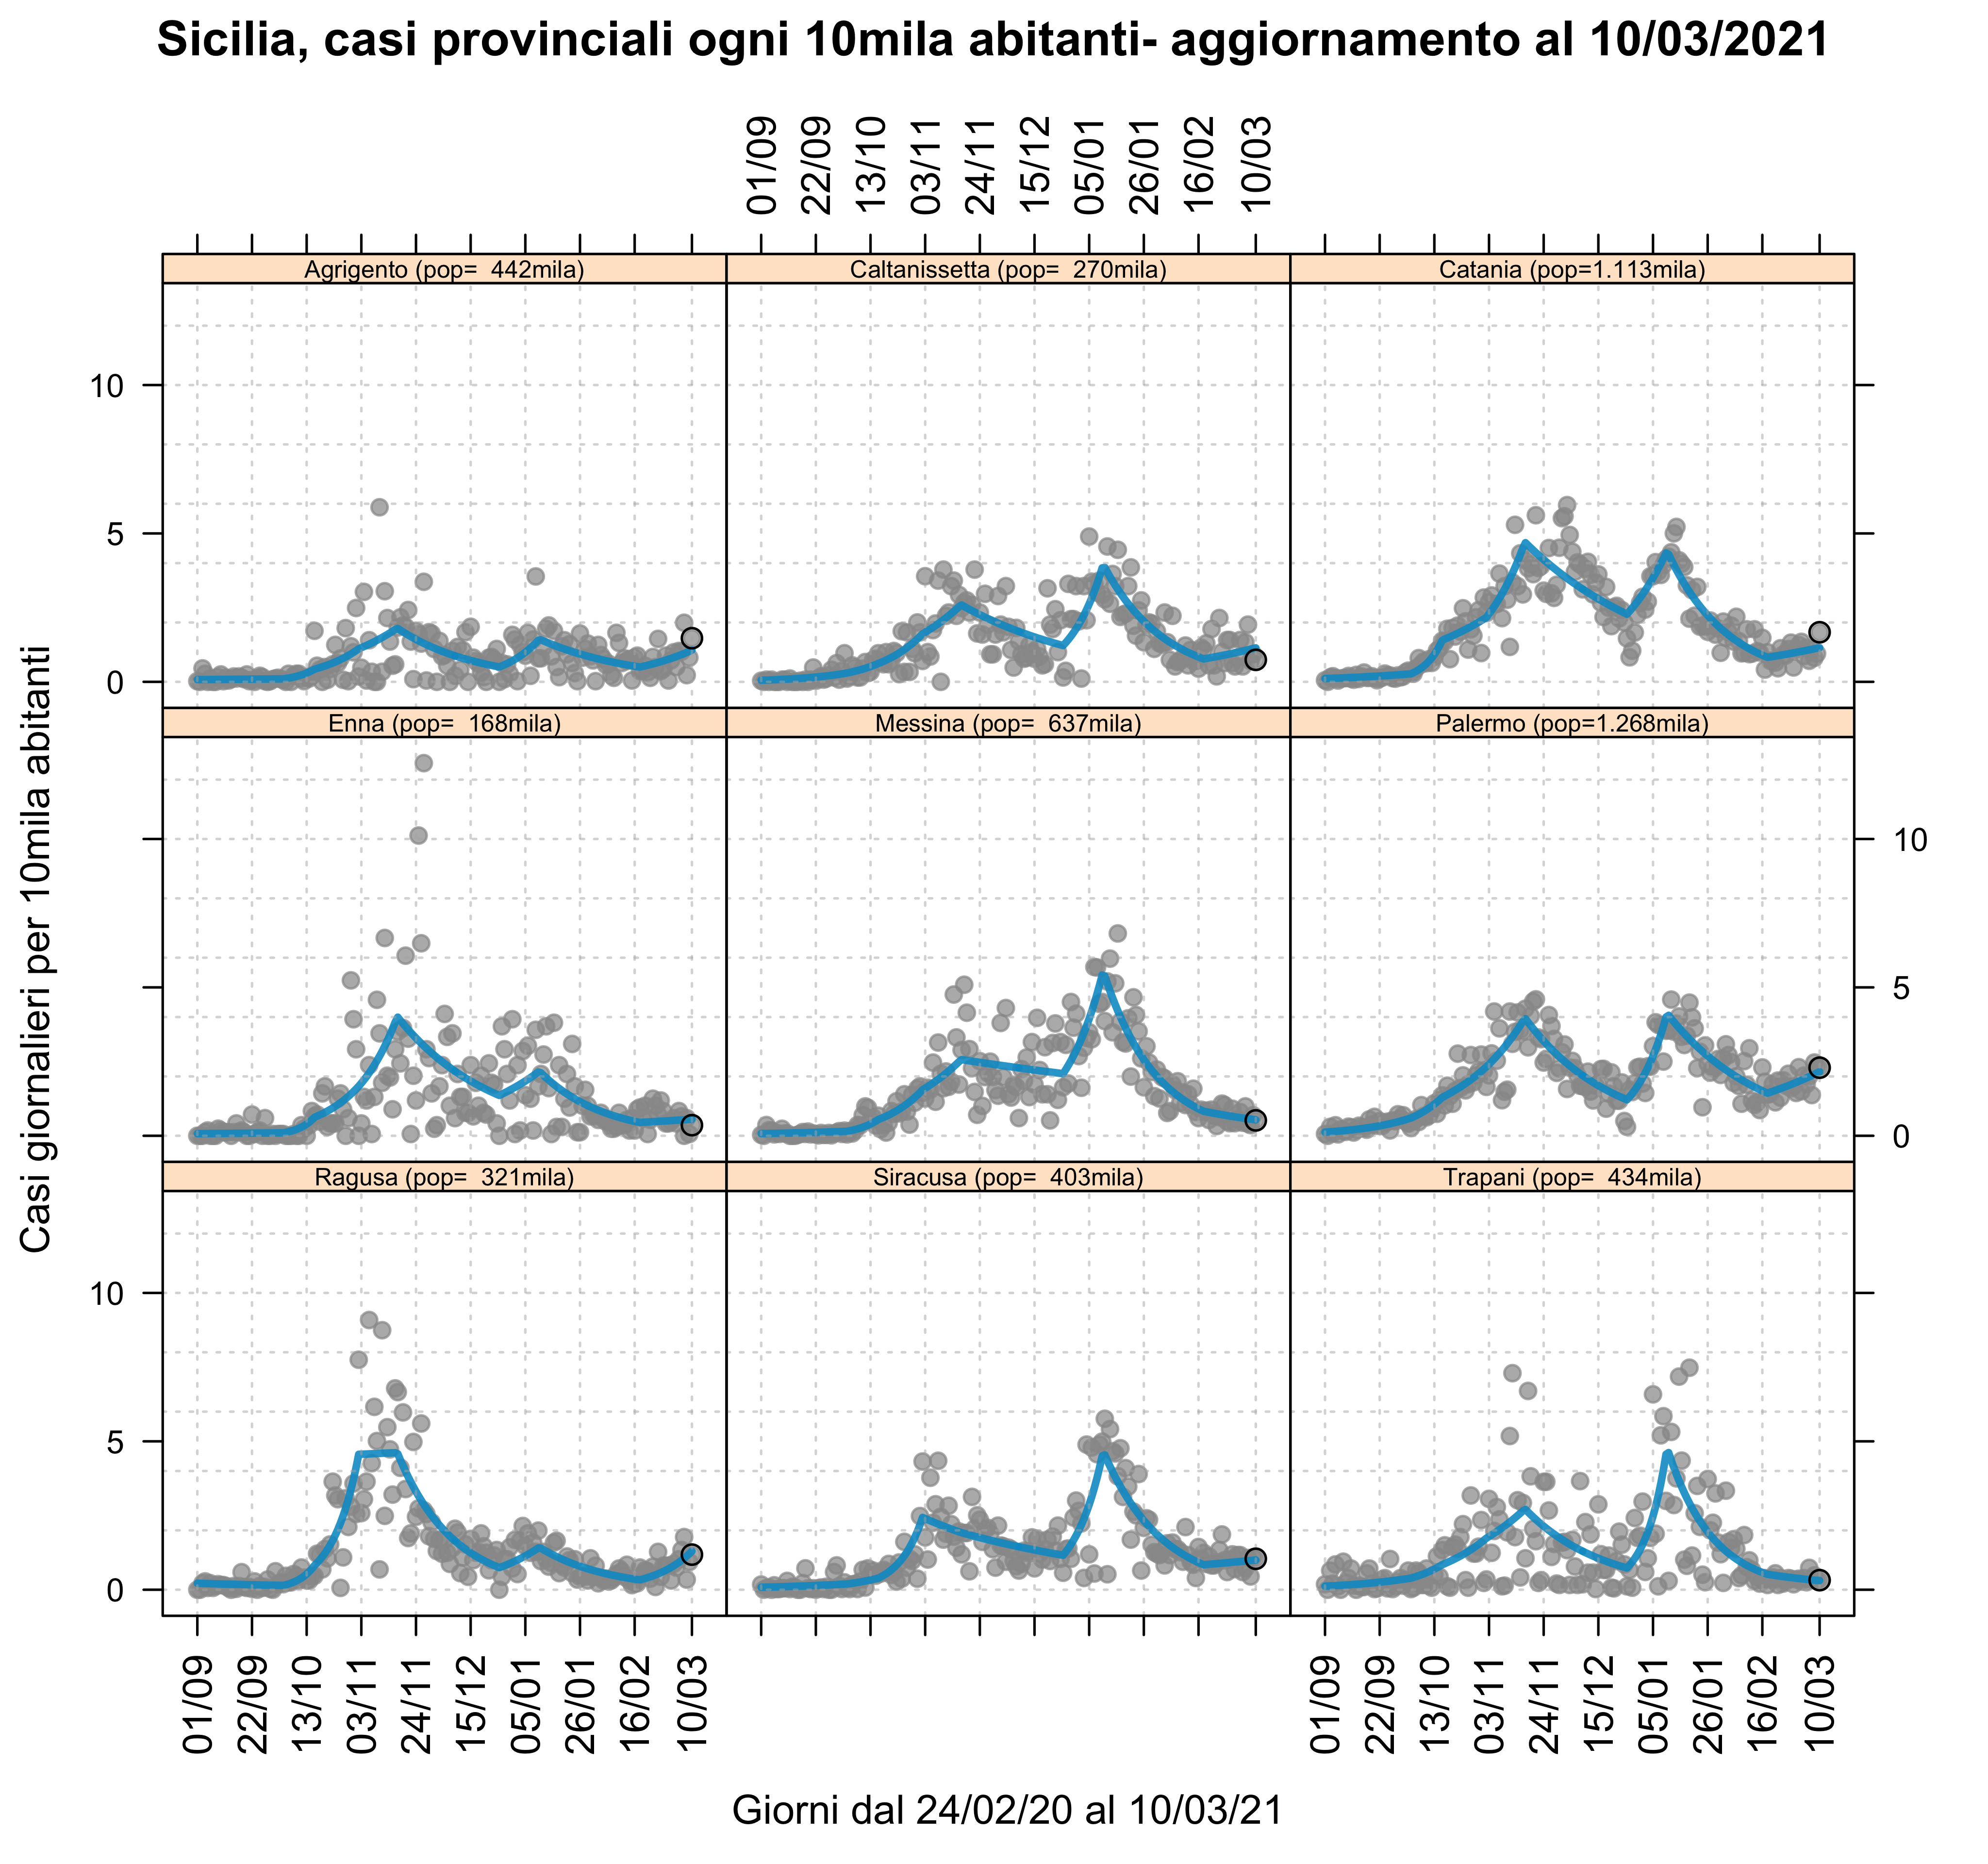 Sicilia, casi provinciali ogni 10mila abitanti- aggiornamento al 10/03/2021
01/09 22/09 13/10 03/11 24/11 15/12 05/01 26/01 16/02 10/03
Agrigento (pop=  442mila)
Caltanissetta (pop=  270mila)
Catania (pop=1.113mila)
10
5
0
Enna (pop=  168mila)
Messina (pop=  637mila)
Palermo (pop=1.268mila)
10
5
0
Ragusa (pop=  321mila)
Siracusa (pop=  403mila)
Trapani (pop=  434mila)
10
5
0
Casi giornalieri per 10mila abitanti
01/09 22/09 13/10 03/11 24/11 15/12 05/01 26/01 16/02 10/03
01/09 22/09 13/10 03/11 24/11 15/12 05/01 26/01 16/02 10/03
Giorni dal 24/02/20 al 10/03/21